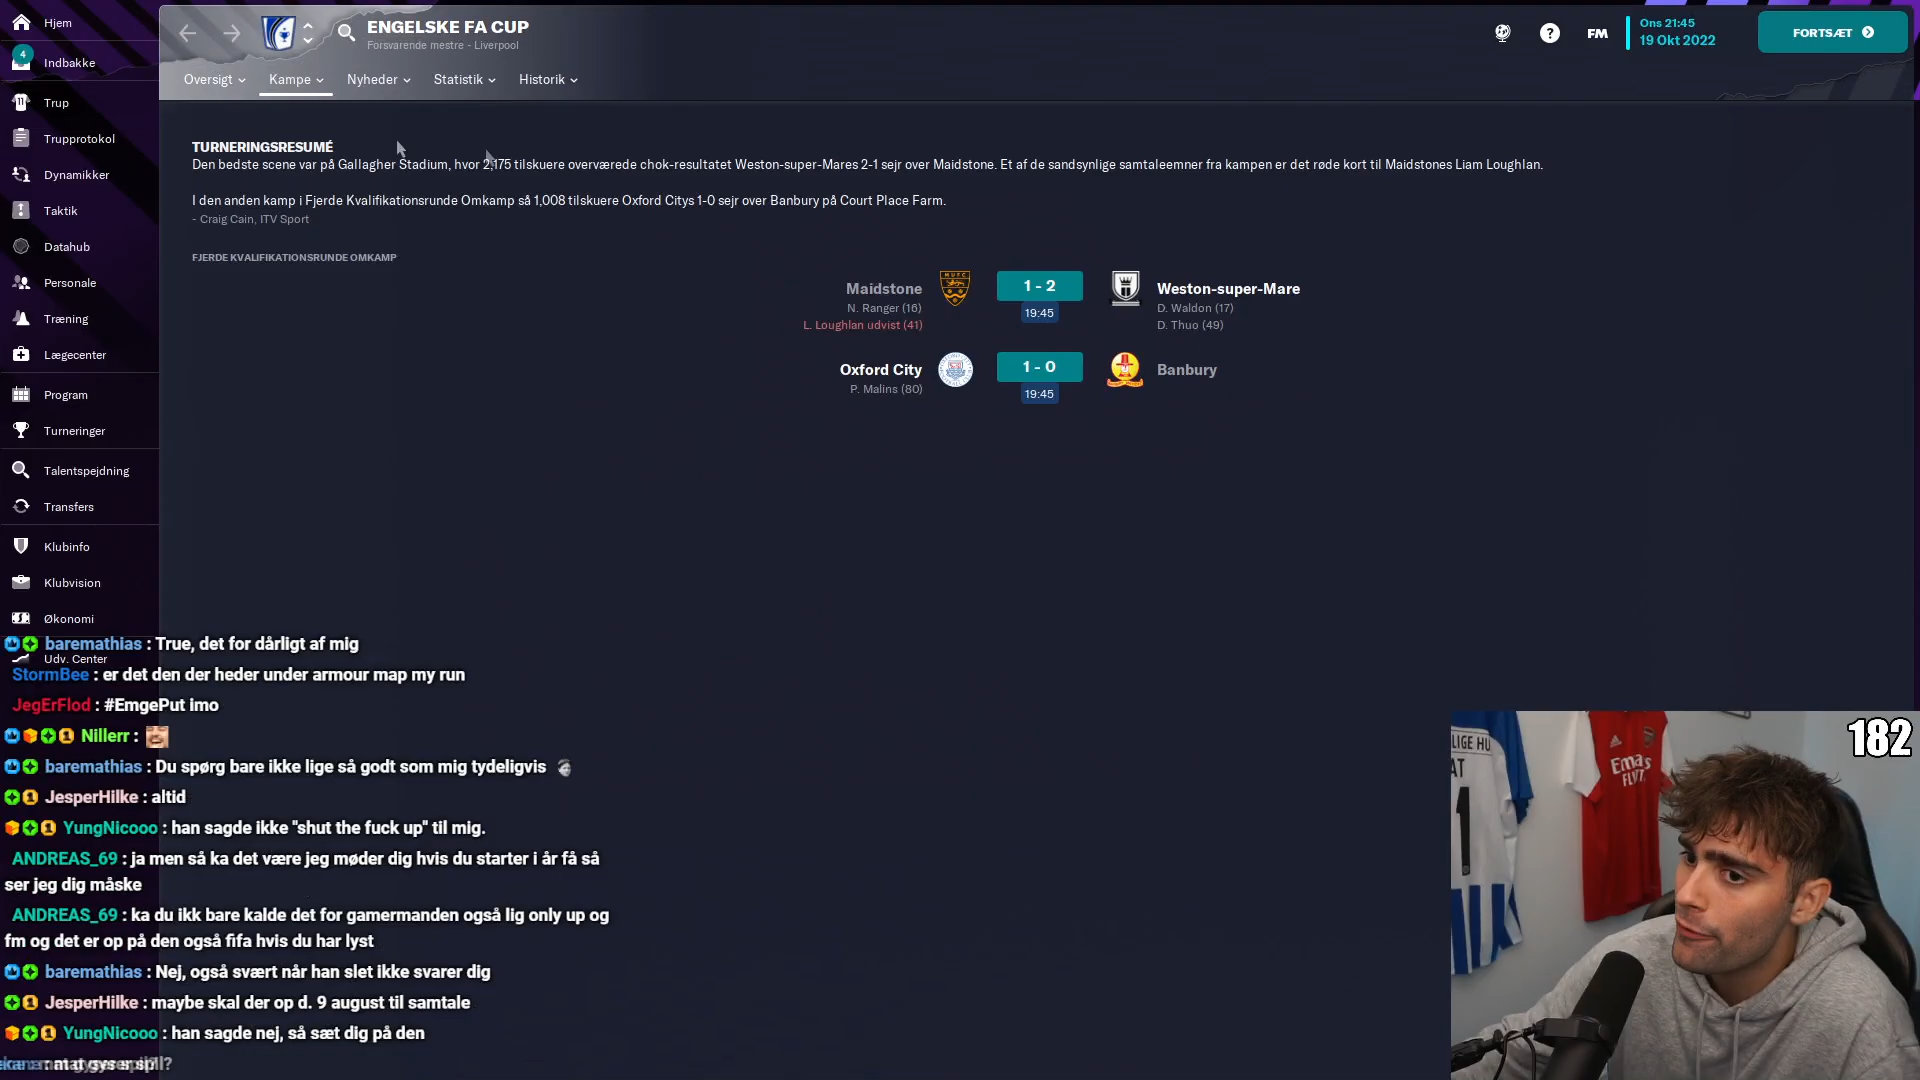 Hjem
4
Indbakke
Trup
Trupprotokol
Dynamikker
Taktik
Datahub
Personale
Træning
Lægecenter
Program
Turneringer
Talentspejdning
Transfers
Klubinfo
Klubvision
Økonomi
Udv. Center
ENGELSKE FA CUP
Forsvarende mestre - Liverpool
Oversigt
Kampe
Nyheder
Statistik
Historik
?
FM
Ons 21:45
19 Okt 2022
FORTSÆT
TURNERINGSRESUMÉ
Den bedste scene var på Gallagher Stadium, hvor 2,175 tilskuere overværede chok-resultatet Weston-super-Mares 2-1 sejr over Maidstone. Et af de sandsynlige samtaleemner fra kampen er det røde kort til Maidstones Liam Loughlan.
I den anden kamp i Fjerde Kvalifikationsrunde Omkamp så 1,008 tilskuere Oxford Citys 1-0 sejr over Banbury på Court Place Farm.
- Craig Cain, ITV Sport
FJERDE KVALIFIKATIONSRUNDE OMKAMP
Maidstone 1 - 2 Weston-super-Mare
N. Ranger (16) 19:45 D. Waldon (17)
L. Loughlan udvist (41) D. Thuo (49)
Oxford City 1 - 0 Banbury
P. Malins (80) 19:45
baremathias : True, det for dårligt af mig
StormBee : er det den der heder under armour map my run
JegErFlod : #EmgePut imo
Nillerr :
baremathias : Du spørg bare ikke lige så godt som mig tydeligvis
JesperHilke : altid
YungNicooo : han sagde ikke "shut the fuck up" til mig.
ANDREAS_69 : ja men så ka det være jeg møder dig hvis du starter i år få så
ser jeg dig måske
ANDREAS_69 : ka du ikk bare kalde det for gamermanden også lig only up og
fm og det er op på den også fifa hvis du har lyst
baremathias : Nej, også svært når han slet ikke svarer dig
JesperHilke : maybe skal der op d. 9 august til samtale
YungNicooo : han sagde nej, så sæt dig på den
182
Emirates
1